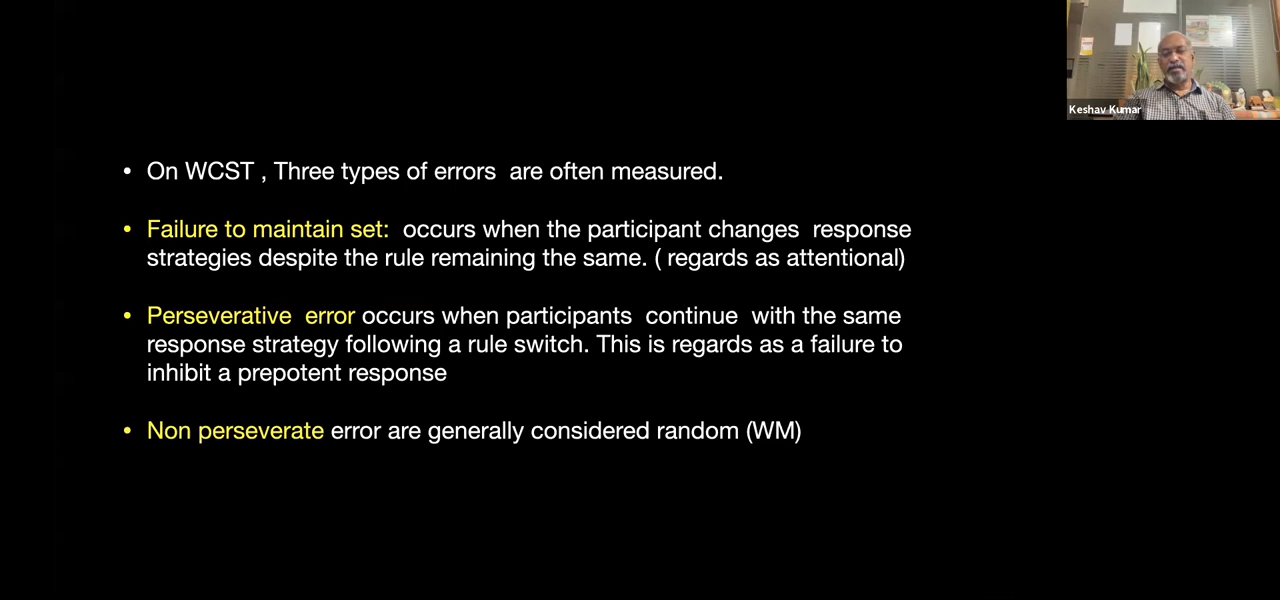 Keshav Kumar
• On WCST , Three types of errors are often measured.
• Failure to maintain set: occurs when the participant changes response
strategies despite the rule remaining the same. ( regards as attentional)
• Perseverative error occurs when participants continue with the same
response strategy following a rule switch. This is regards as a failure to
inhibit a prepotent response
• Non perseverate error are generally considered random (WM)